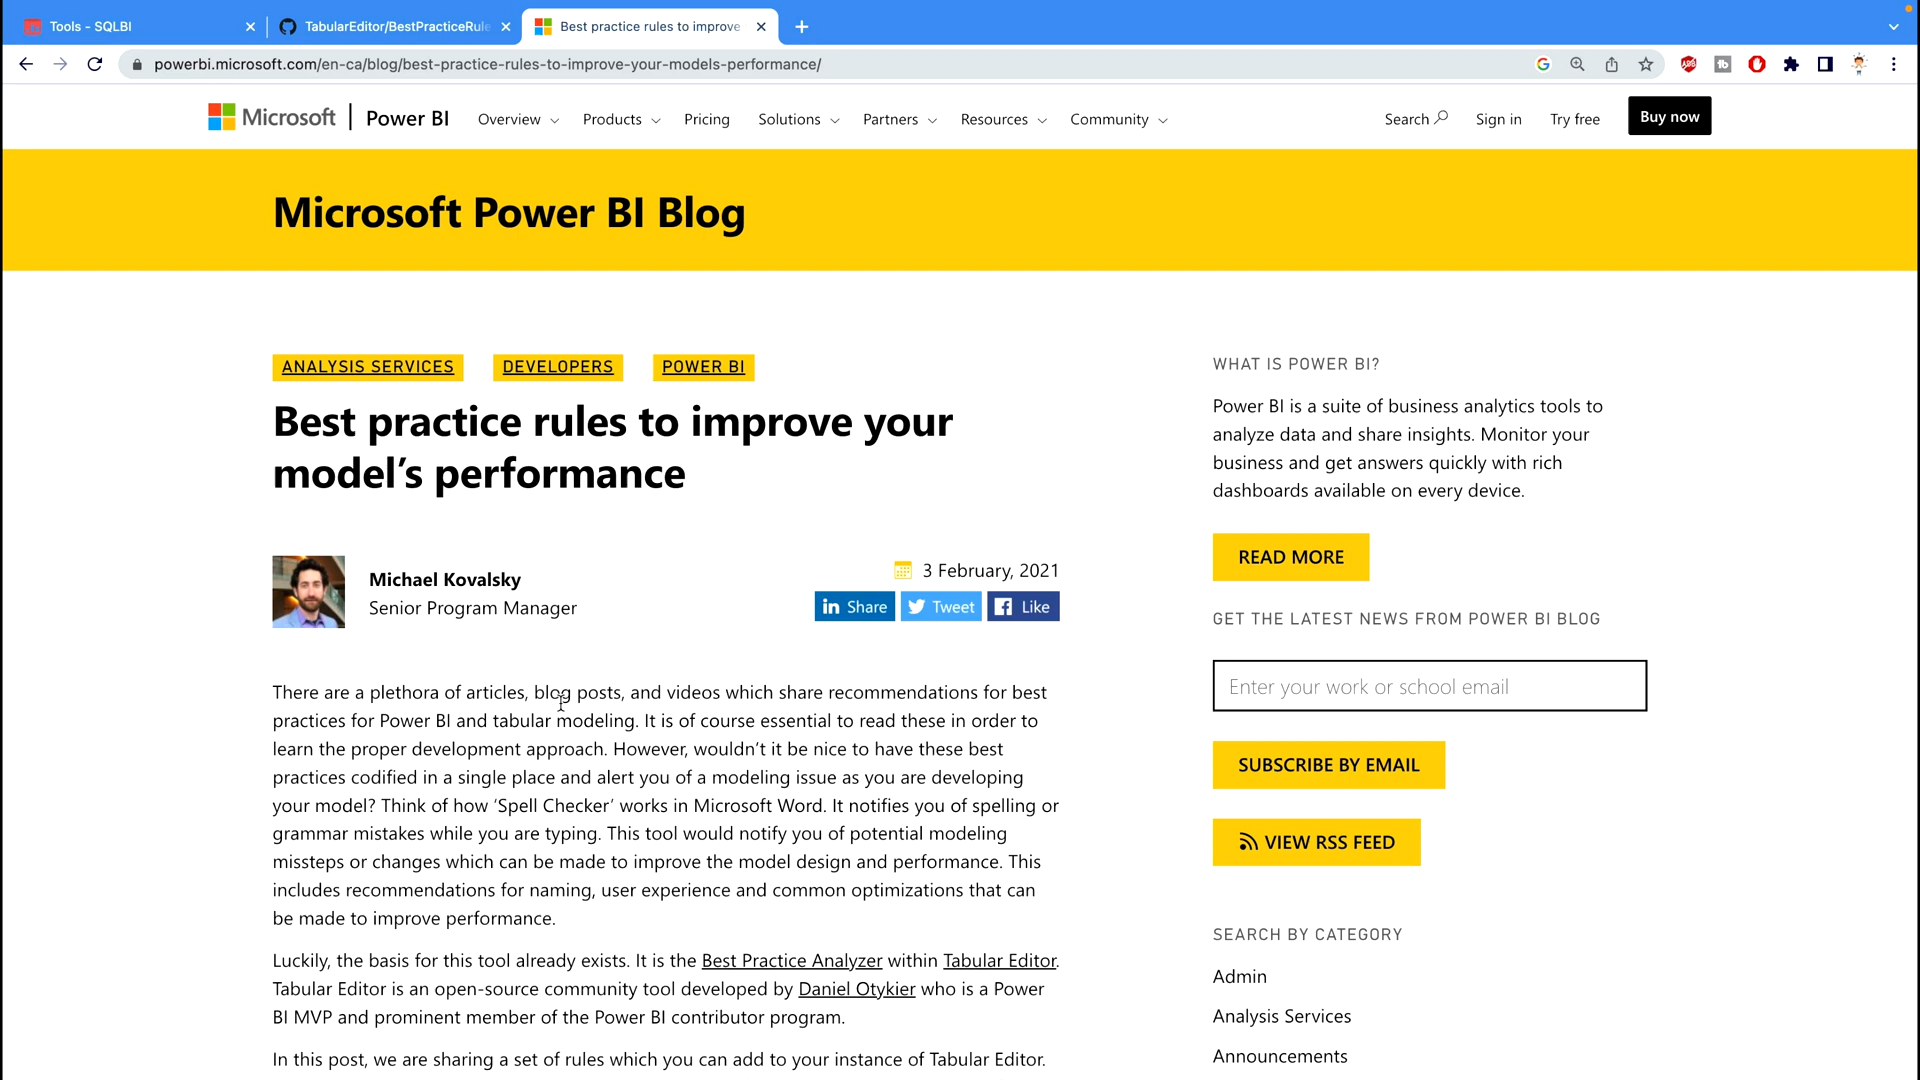 Tools - SQLBI
TabularEditor/BestPracticeRule
Best practice rules to improve
powerbi.microsoft.com/en-ca/blog/best-practice-rules-to-improve-your-models-performance/
Microsoft Power BI Overview Products Pricing Solutions Partners Resources Community Search Sign in Try free Buy now
Microsoft Power BI Blog
ANALYSIS SERVICES DEVELOPERS POWER BI
Best practice rules to improve your
model’s performance
Michael Kovalsky
Senior Program Manager
3 February, 2021
in Share Tweet Like
There are a plethora of articles, blog posts, and videos which share recommendations for best
practices for Power BI and tabular modeling. It is of course essential to read these in order to
learn the proper development approach. However, wouldn’t it be nice to have these best
practices codified in a single place and alert you of a modeling issue as you are developing
your model? Think of how ‘Spell Checker’ works in Microsoft Word. It notifies you of spelling or
grammar mistakes while you are typing. This tool would notify you of potential modeling
missteps or changes which can be made to improve the model design and performance. This
includes recommendations for naming, user experience and common optimizations that can
be made to improve performance.
Luckily, the basis for this tool already exists. It is the Best Practice Analyzer within Tabular Editor.
Tabular Editor is an open-source community tool developed by Daniel Otykier who is a Power
BI MVP and prominent member of the Power BI contributor program.
In this post, we are sharing a set of rules which you can add to your instance of Tabular Editor.
WHAT IS POWER BI?
Power BI is a suite of business analytics tools to
analyze data and share insights. Monitor your
business and get answers quickly with rich
dashboards available on every device.
READ MORE
GET THE LATEST NEWS FROM POWER BI BLOG
Enter your work or school email
SUBSCRIBE BY EMAIL
VIEW RSS FEED
SEARCH BY CATEGORY
Admin
Analysis Services
Announcements